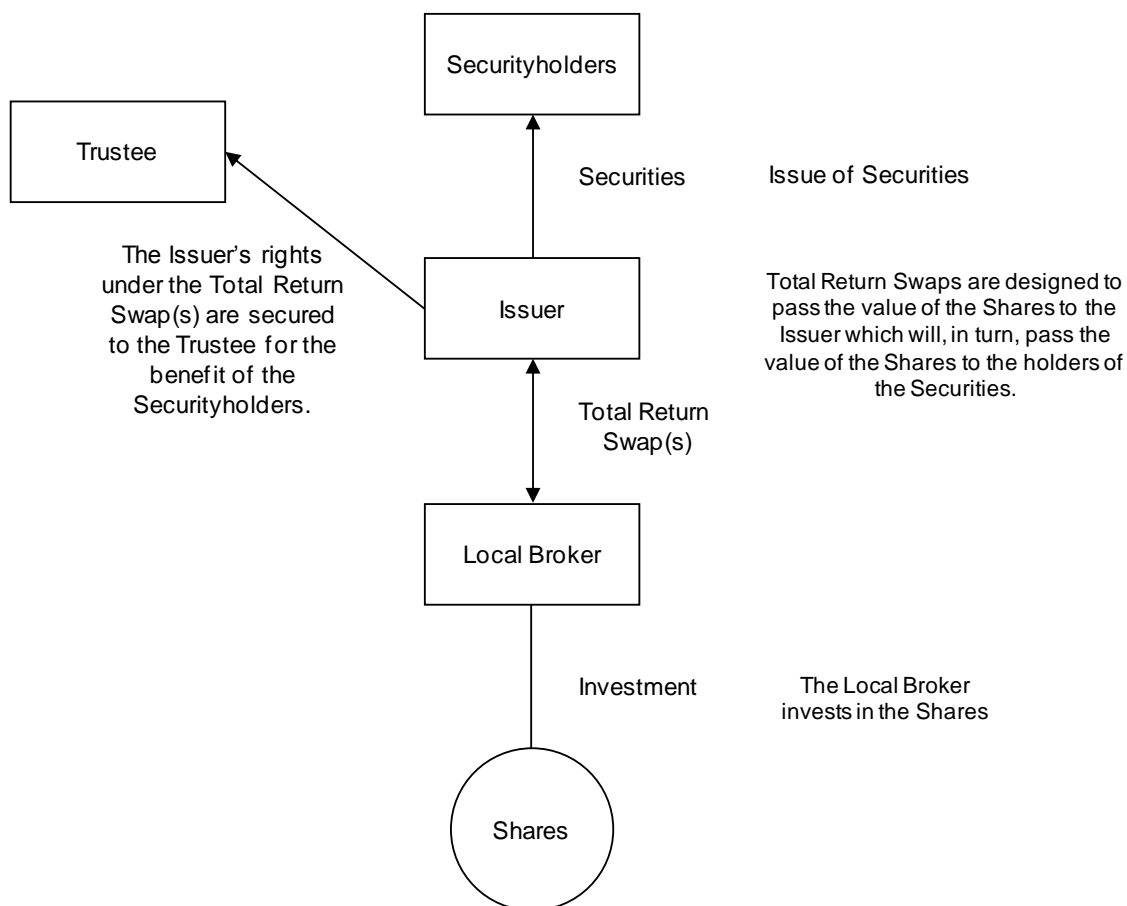 Securityholders
Trustee
Securities
Issue of Securities
The Issuer’s rights
under the Total Return
Swap(s) are secured
to the Trustee for the
benefit of the
Securityholders.
Issuer
Total Return Swaps are designed to
pass the value of the Shares to the
Issuer which will, in turn, pass the
value of the Shares to the holders of
the Securities.
Total Return
Swap(s)
Local Broker
Investment
The Local Broker
invests in the Shares
Shares